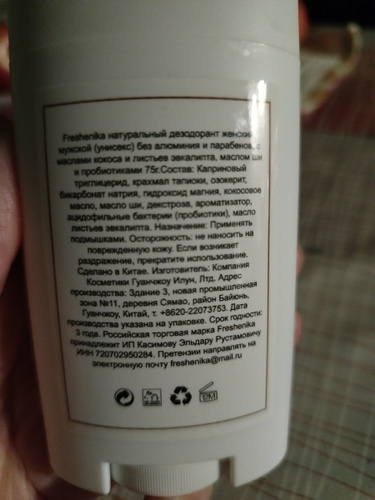 Freshenika натуральный дезодорант женский
мужской (унисекс) без алюминия и парабенов, с
маслами кокоса и листьев эвкалипта, маслом ши
и пробиотиками 75г.Состав: Каприновый
триглицерид, крахмал тапиоки, озокерит,
бикарбонат натрия, гидроксид магния, кокосовое
масло, масло ши, декстроза, ароматизатор,
ацидофильные бактерии (пробиотики), масло
листьев эвкалипта. Назначение: Применять
подмышками. Осторожность: не наносить на
поврежденную кожу. Если возникает
раздражение, прекратите использование.
Сделано в Китае. Изготовитель: Компания
Косметики Гуанчжоу Илун, Лтд. Адрес
производства: Здание 3, новая промышленная
зона №11, деревня Сямао, район Байюнь,
Гуанчжоу, Китай, т. +8620-22073753. Дата
производства указана на упаковке. Срок годности:
3 года. Российская торговая марка Freshenika
принадлежит ИП Касимову Эльдару Рустамовичу
ИНН 720702950284. Претензии направлять на
электронную почту freshenika@mail.ru